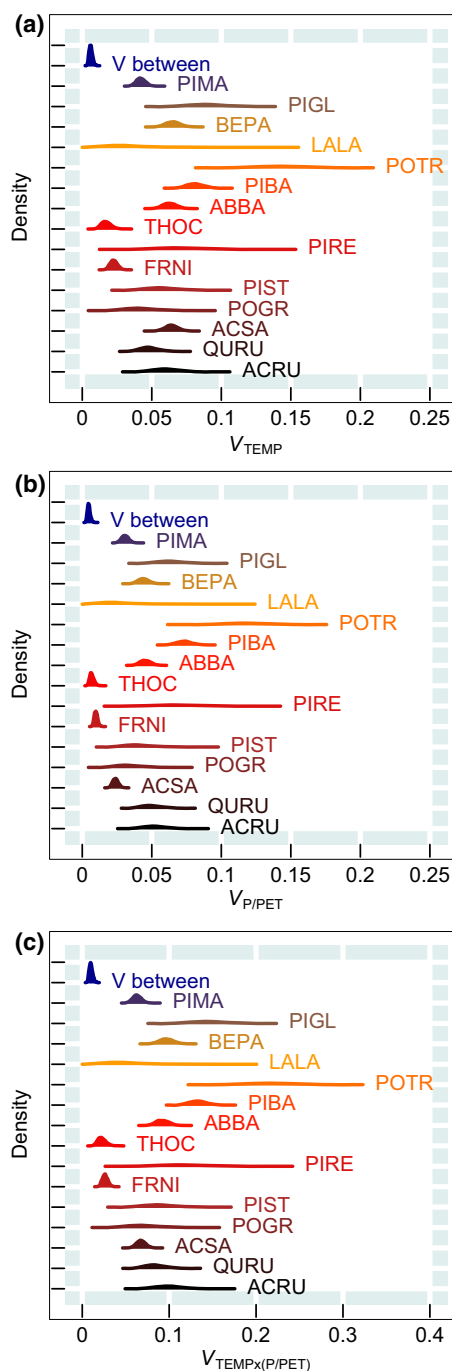 (a)
V between
PIMA
PIGL
BEPA
LALA
POTR
PIBA
ABBA
THOC
PIRE
FRNI
PIST
POGR
ACSA
QURU
ACRU
Density
0 0.05 0.1 0.15 0.2 0.25
V TEMP
(b)
V between
PIMA
PIGL
BEPA
LALA
POTR
PIBA
ABBA
THOC
PIRE
FRNI
PIST
POGR
ACSA
QURU
ACRU
Density
0 0.05 0.1 0.15 0.2 0.25
V P/PET
(c)
V between
PIMA
PIGL
BEPA
LALA
POTR
PIBA
ABBA
THOC
PIRE
FRNI
PIST
POGR
ACSA
QURU
ACRU
Density
0 0.1 0.2 0.3 0.4
V TEMPx(P/PET)